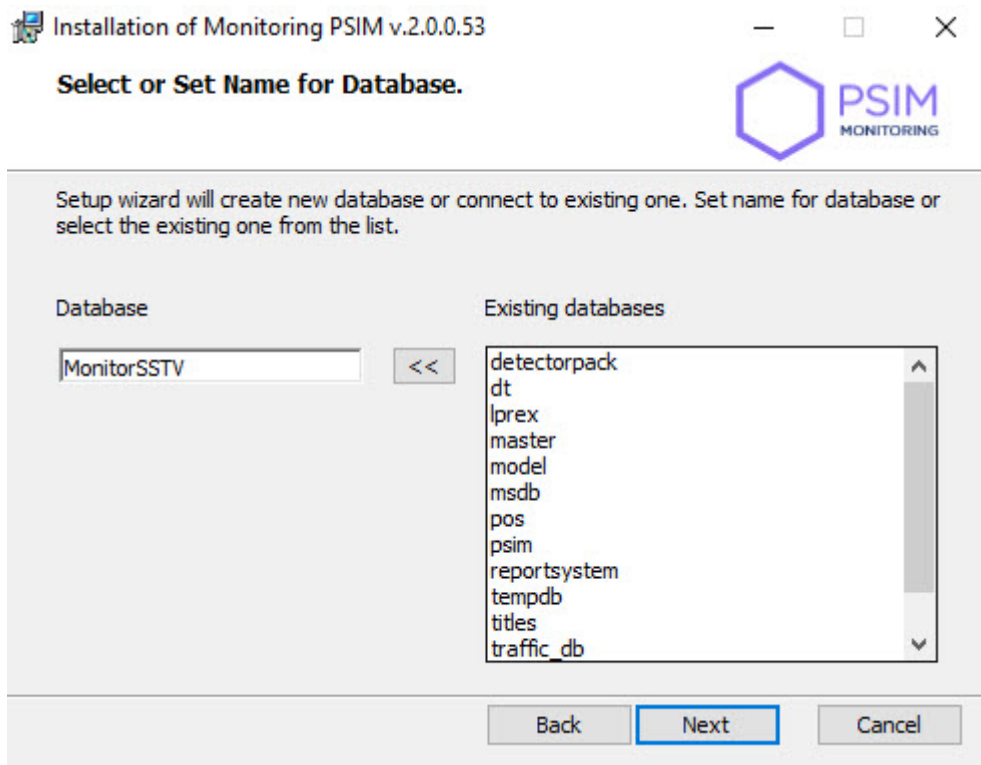 Installation of Monitoring PSIM v.2.0.0.53
Select or Set Name for Database.
PSIM
MONITORING
Setup wizard will create new database or connect to existing one. Set name for database or
select the existing one from the list.
Database
Existing databases
MonitorSSTV
<<
detectorpack
dt
lprex
master
model
msdb
pos
psim
reportsystem
tempdb
titles
traffic_db
Back
Next
Cancel